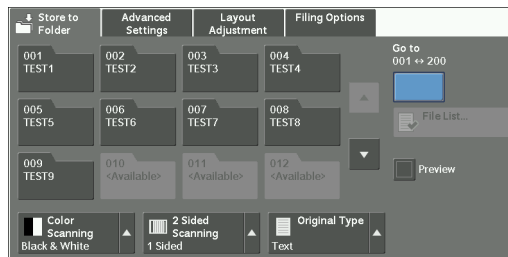 Store to
Folder
Advanced
Settings
Layout
Adjustment
Filing Options
001
TEST1
002
TEST2
003
TEST3
004
TEST4
Go to
001 ↔ 200
005
TEST5
006
TEST6
007
TEST7
008
TEST8
File List...
009
TEST9
010
<Available>
011
<Available>
012
<Available>
Preview
Color
Scanning
Black & White
2 Sided
Scanning
1 Sided
Original Type
Text